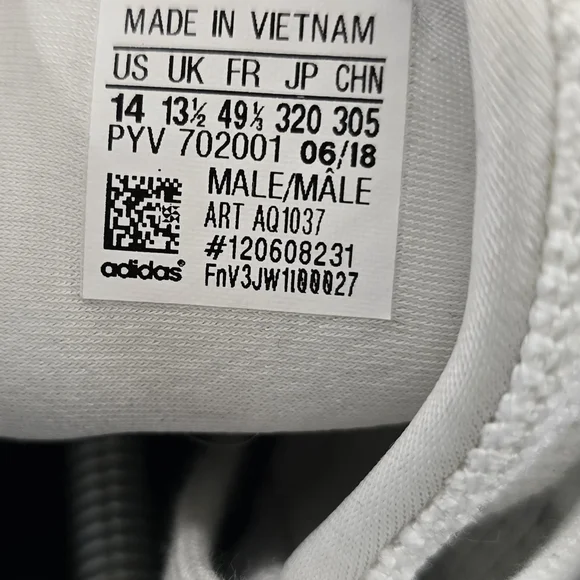 MADE IN VIETNAM
US UK FR JP CHN
14 13½ 49⅓ 320 305
PYV 702001 06/18
MALE/MÂLE
ART AQ1037
#120608231
adidas® FnV3JW1100027